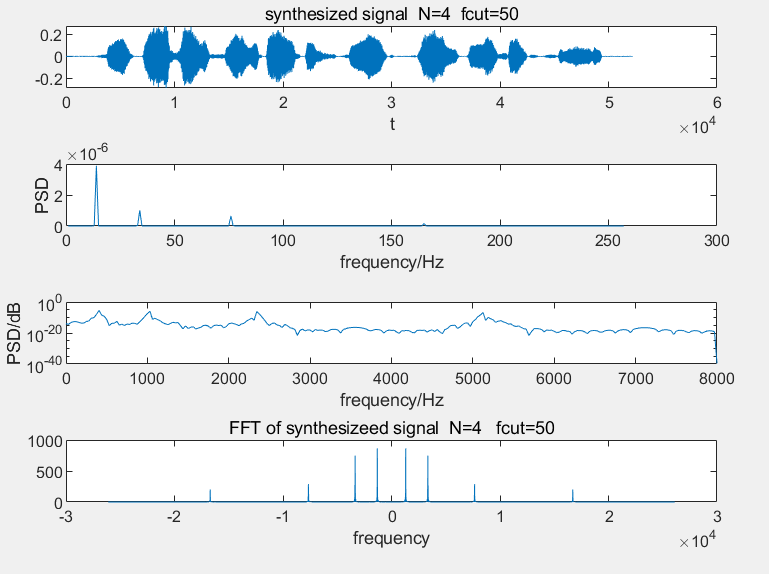 synthesized signal  N=4  fcut=50
0.2
0
-0.2
0 1 2 3 4 5 6
t
×10^4
×10^-6
4
2
0
PSD
0 50 100 150 200 250 300
frequency/Hz
10^0
10^-20
10^-40
PSD/dB
0 1000 2000 3000 4000 5000 6000 7000 8000
frequency/Hz
FFT of synthesizeed signal  N=4   fcut=50
1000
500
0
-3 -2 -1 0 1 2 3
frequency
×10^4